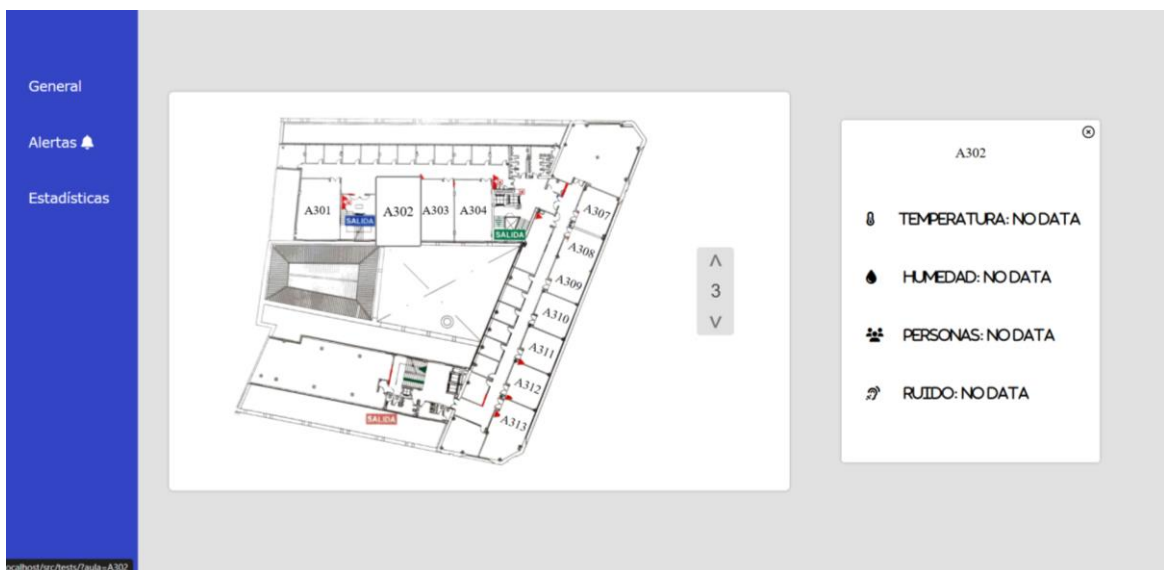 General
Alertas
Estadísticas
A301
SALIDA
A302
A303
A304
SALIDA
A307
A308
A309
A310
A311
A312
A313
SALIDA
3
A302
TEMPERATURA: NO DATA
HUMEDAD: NO DATA
PERSONAS: NO DATA
RUIDO: NO DATA
ocalhost/src/tests/?aula=A302